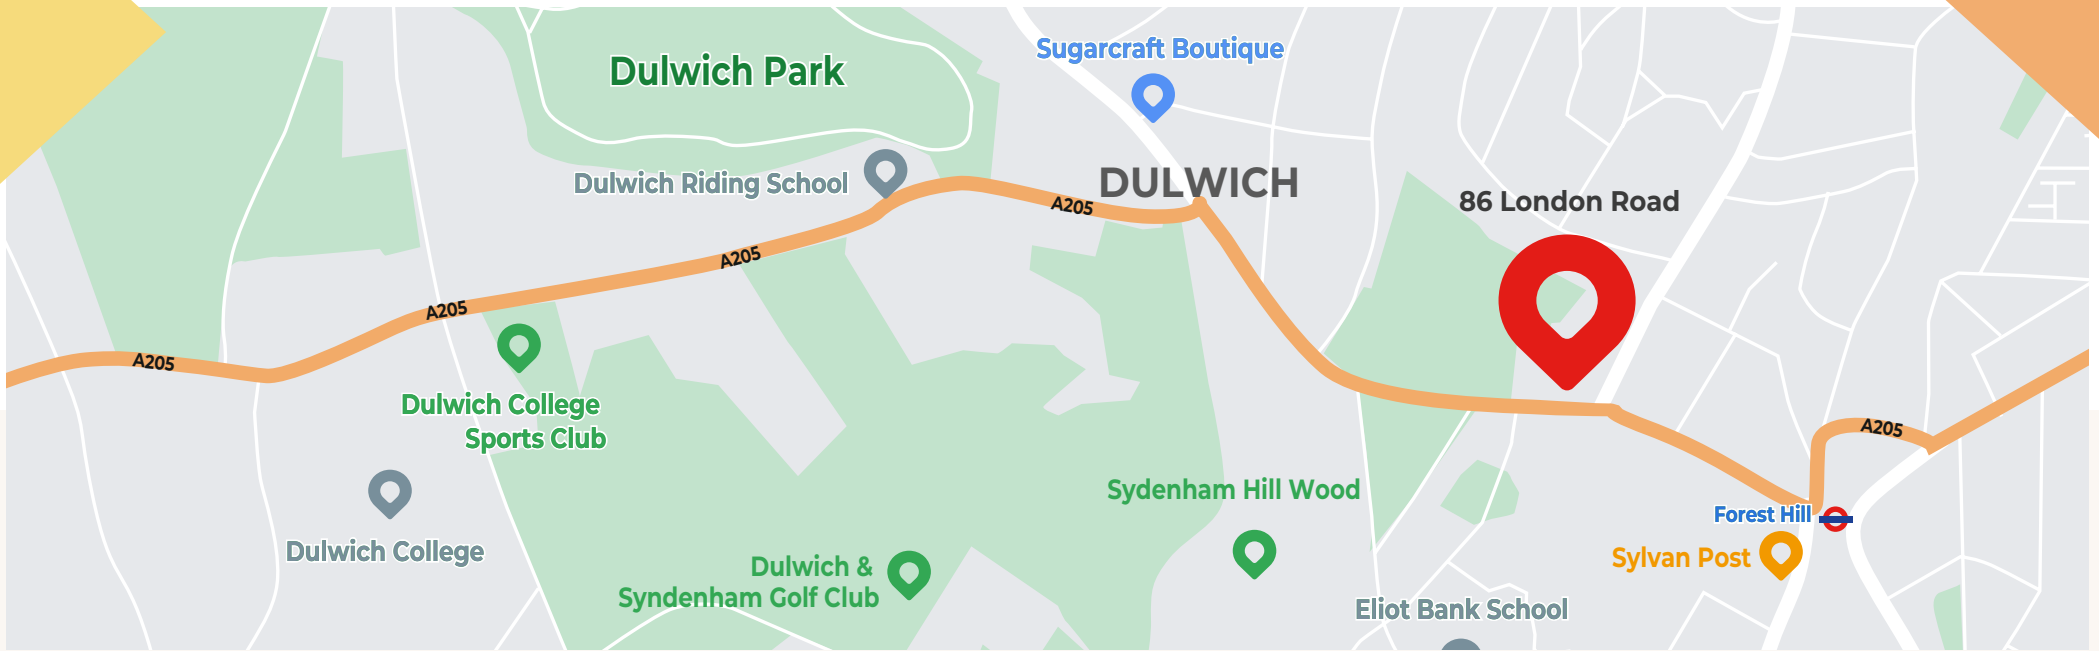 Sugarcraft Boutique
Dulwich Park
Dulwich Riding School
DULWICH
86 London Road
A205
A205
A205
A205
Dulwich College
Sports Club
A205
Sydenham Hill Wood
Forest Hill
Dulwich College
Sylvan Post
Dulwich &
Syndenham Golf Club
Eliot Bank School